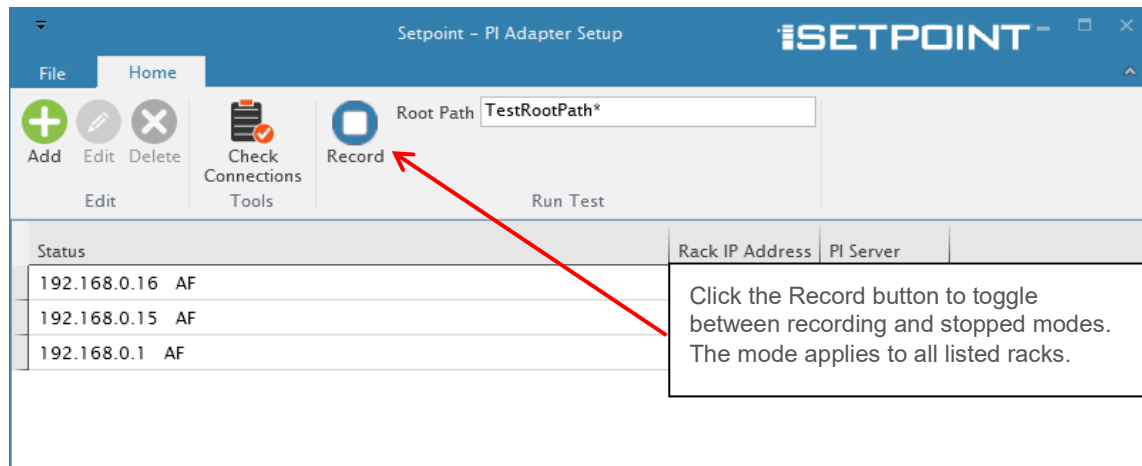 Setpoint – PI Adapter Setup
SETPOINT
File Home
Root Path TestRootPath*
Add Edit Delete Check Connections Record
Edit Tools Run Test
Status Rack IP Address PI Server
192.168.0.16 AF
192.168.0.15 AF
192.168.0.1 AF
Click the Record button to toggle
between recording and stopped modes.
The mode applies to all listed racks.